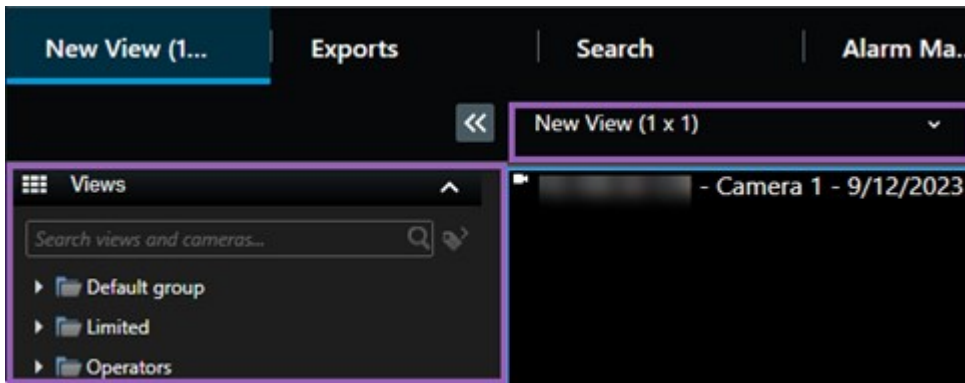 New View (1... Exports Search Alarm Ma..
New View (1 x 1)
Views
- Camera 1 - 9/12/2023
Search views and cameras...
Default group
Limited
Operators